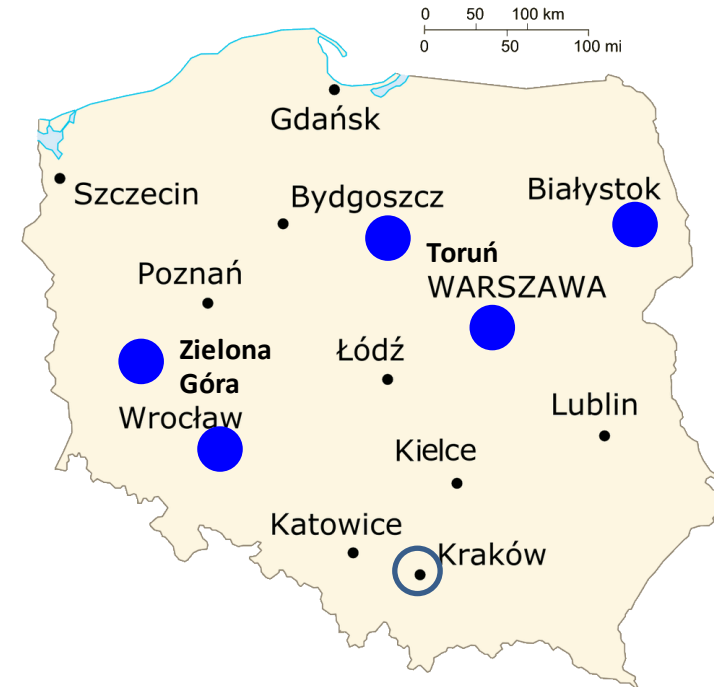 0 50 100 km
0 50 100 mi
Gdańsk
Szczecin
Bydgoszcz
Białystok
Toruń
WARSZAWA
Poznań
Zielona
Góra
Łódź
Wrocław
Lublin
Kielce
Katowice
Kraków